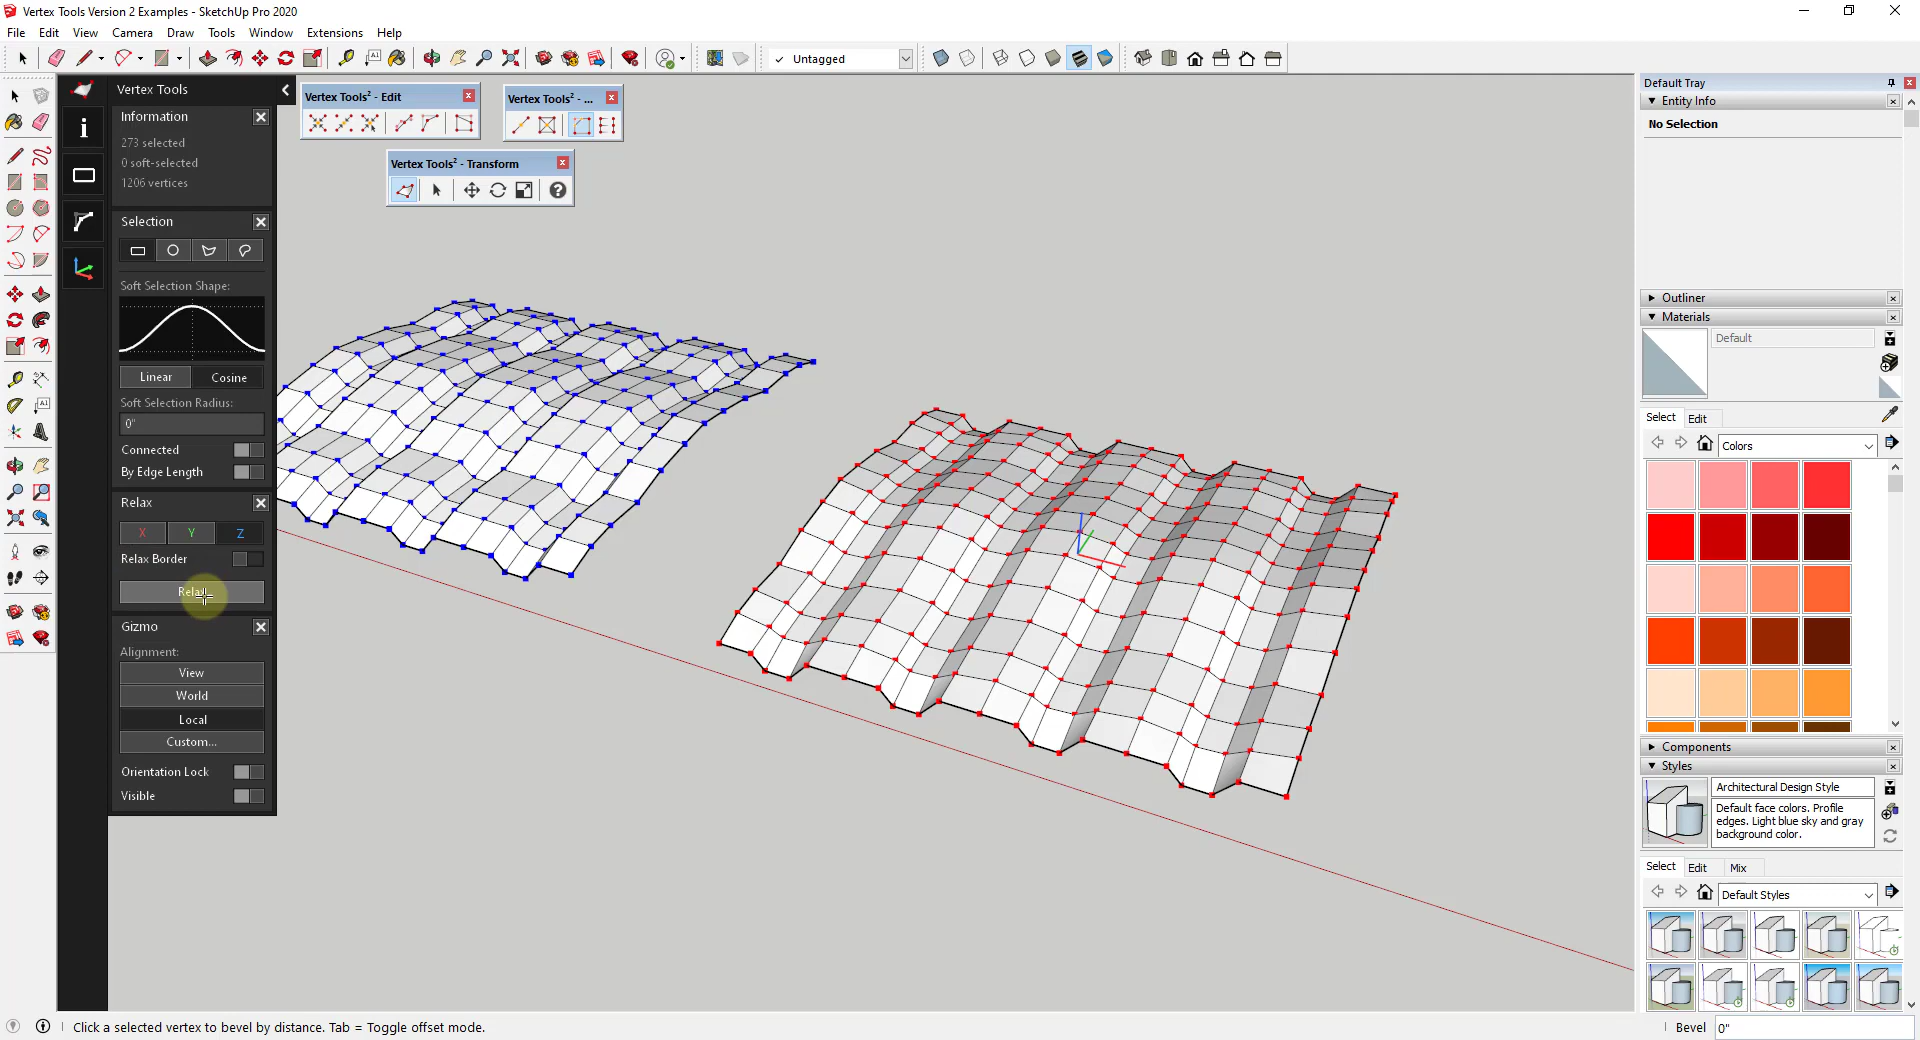 Vertex Tools Version 2 Examples - SketchUp Pro 2020
File Edit View Camera Draw Tools Window Extensions Help
Untagged
Vertex Tools
Information
273 selected
0 soft-selected
1206 vertices
Selection
Soft Selection Shape:
Linear Cosine
Soft Selection Radius:
0"
Connected
By Edge Length
Relax
X Y Z
Relax Border
Gizmo
Alignment:
View
World
Local
Custom...
Orientation Lock
Visible
Vertex Tools² - Edit
Vertex Tools² - ...
Vertex Tools² - Transform
Default Tray
Entity Info
No Selection
Outliner
Materials
Default
Select Edit
Colors
Components
Styles
Architectural Design Style
Default face colors. Profile
edges. Light blue sky and gray
background color.
Select Edit Mix
Default Styles
Click a selected vertex to bevel by distance. Tab = Toggle offset mode.
Bevel 0"